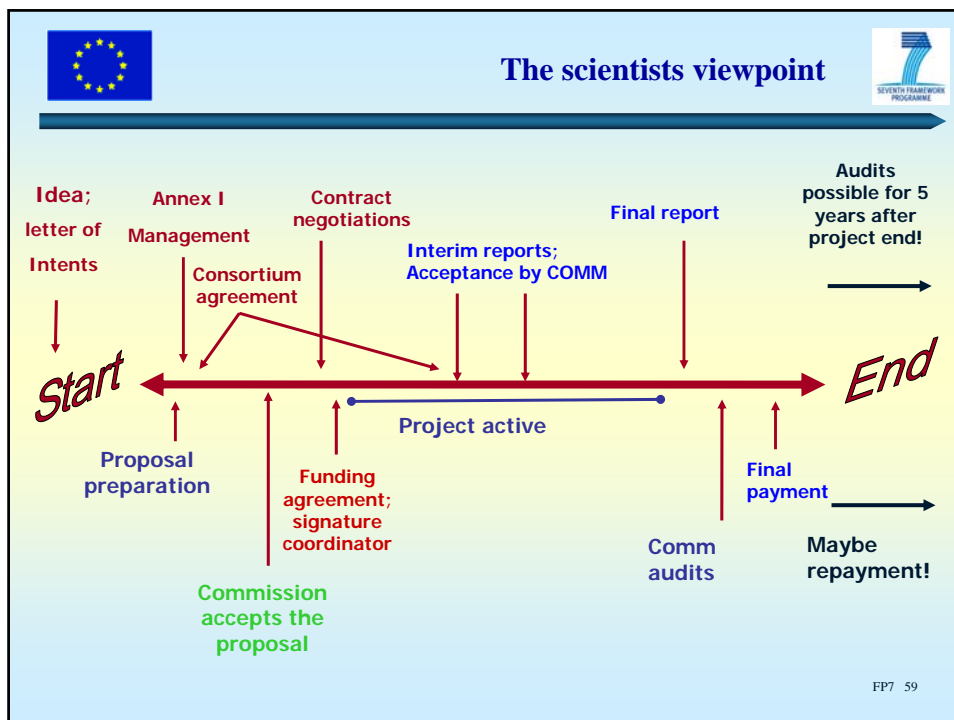 The scientists viewpoint
SEVENTH FRAMEWORK
PROGRAMME
Idea;
letter of
Intents
Annex I
Management
Consortium
agreement
Contract
negotiations
Interim reports;
Acceptance by COMM
Final report
Audits
possible for 5
years after
project end!
Start
End
Proposal
preparation
Commission
accepts the
proposal
Funding
agreement;
signature
coordinator
Project active
Comm
audits
Final
payment
Maybe
repayment!
FP7 59